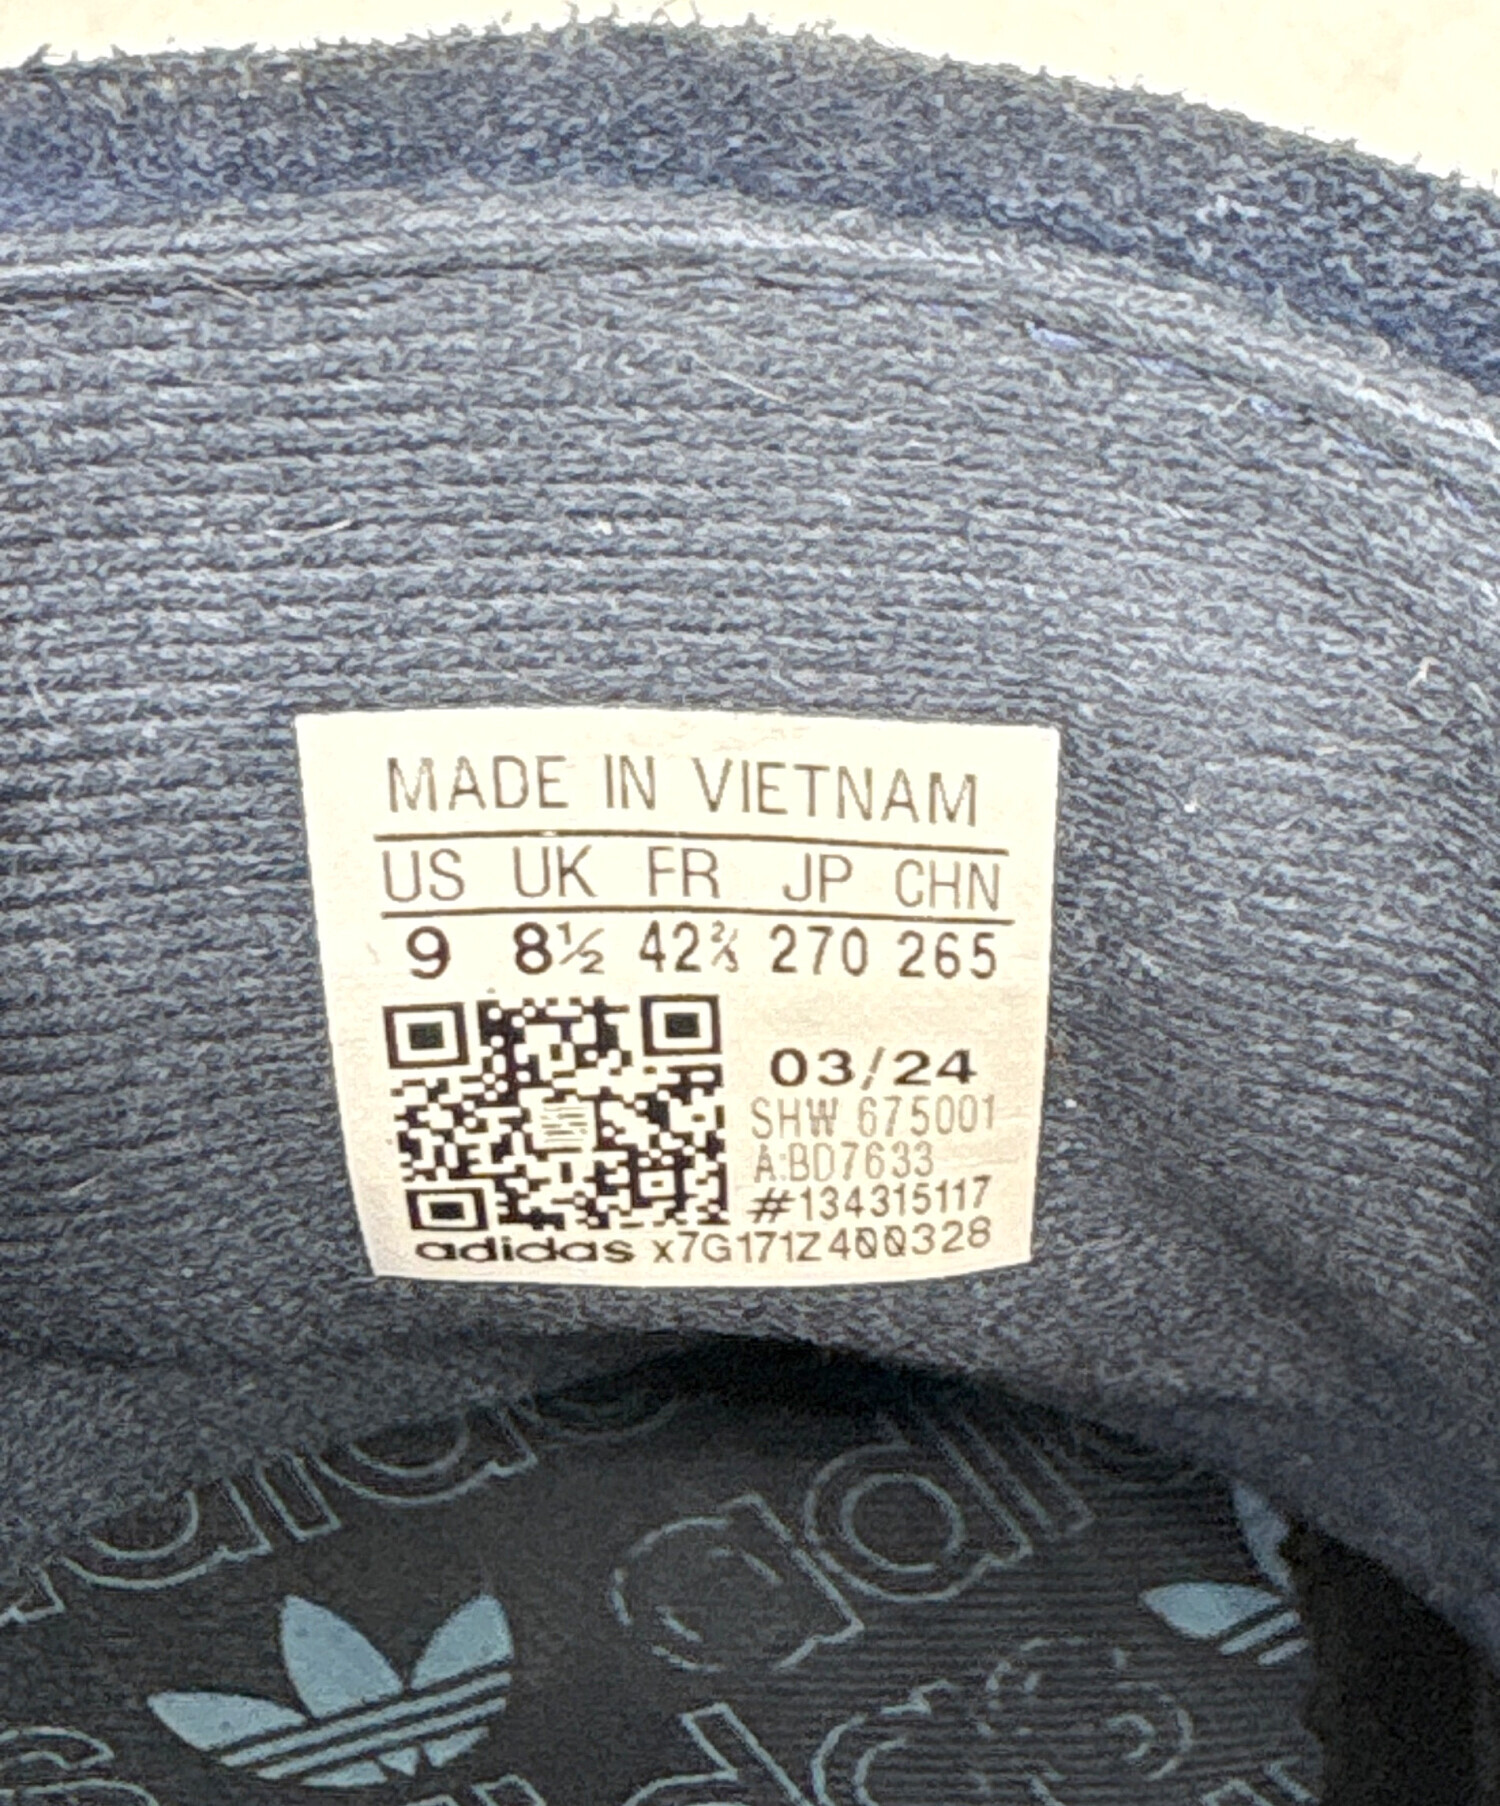 MADE IN VIETNAM
US UK FR JP CHN
9 8½ 42⅔ 270 265
03/24
SHW 675001
A:BD7633
#134315117
adidas x7G171Z400328